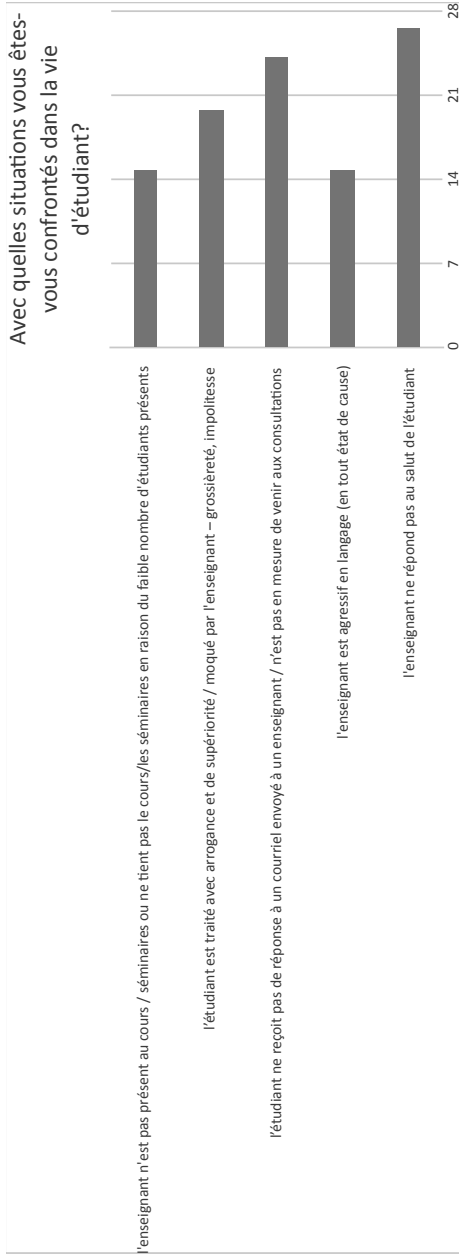 Avec quelles situations vous êtes-
vous confrontés dans la vie
d'étudiant?
l'enseignant n'est pas présent au cours / séminaires ou ne tient pas le cours/les séminaires en raison du faible nombre d'étudiants présents
l'étudiant est traité avec arrogance et de supériorité / moqué par l'enseignant – grossièreté, impolitesse
l'étudiant ne reçoit pas de réponse à un courriel envoyé à un enseignant / n'est pas en mesure de venir aux consultations
l'enseignant est agressif en langage (en tout état de cause)
l'enseignant ne répond pas au salut de l'étudiant
0
7
14
21
28